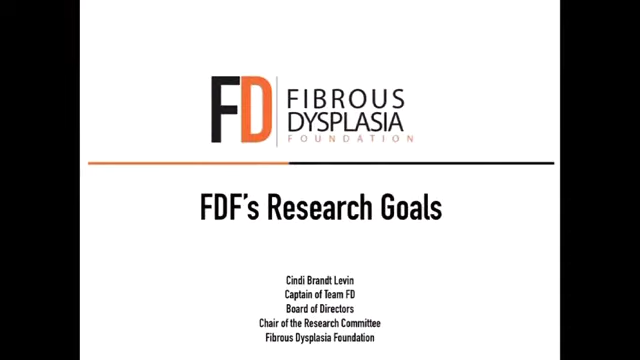 FD FIBROUS
DYSPLASIA
FOUNDATION
FDF's Research Goals
Cindi Brandt Levin
Captain of Team FD
Board of Directors
Chair of the Research Committee
Fibrous Dysplasia Foundation